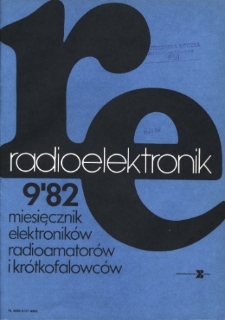 re
radioelektronik
9'82
miesięcznik
elektroników
radioamatorów
i krótkofalowców